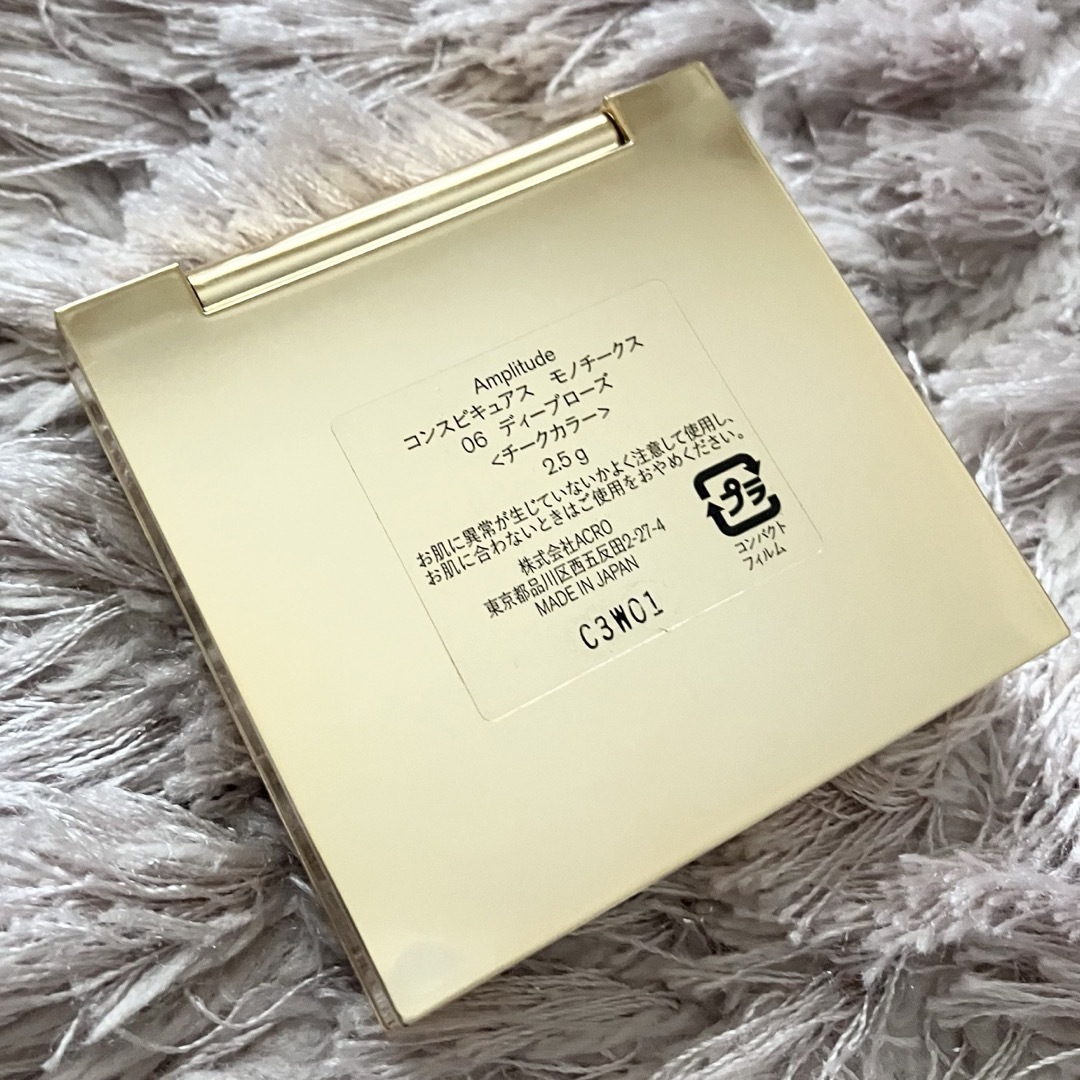 Amplitude
コンスピキュアス　モノチークス
06 ディープローズ
<チークカラー>
2.5g
お肌に異常が生じていないかよく注意して使用し、
お肌に合わないときはご使用をおやめください。
株式会社ACRO
東京都品川区西五反田2-27-4
MADE IN JAPAN
C3W01
プラ
コンパクト
フィルム